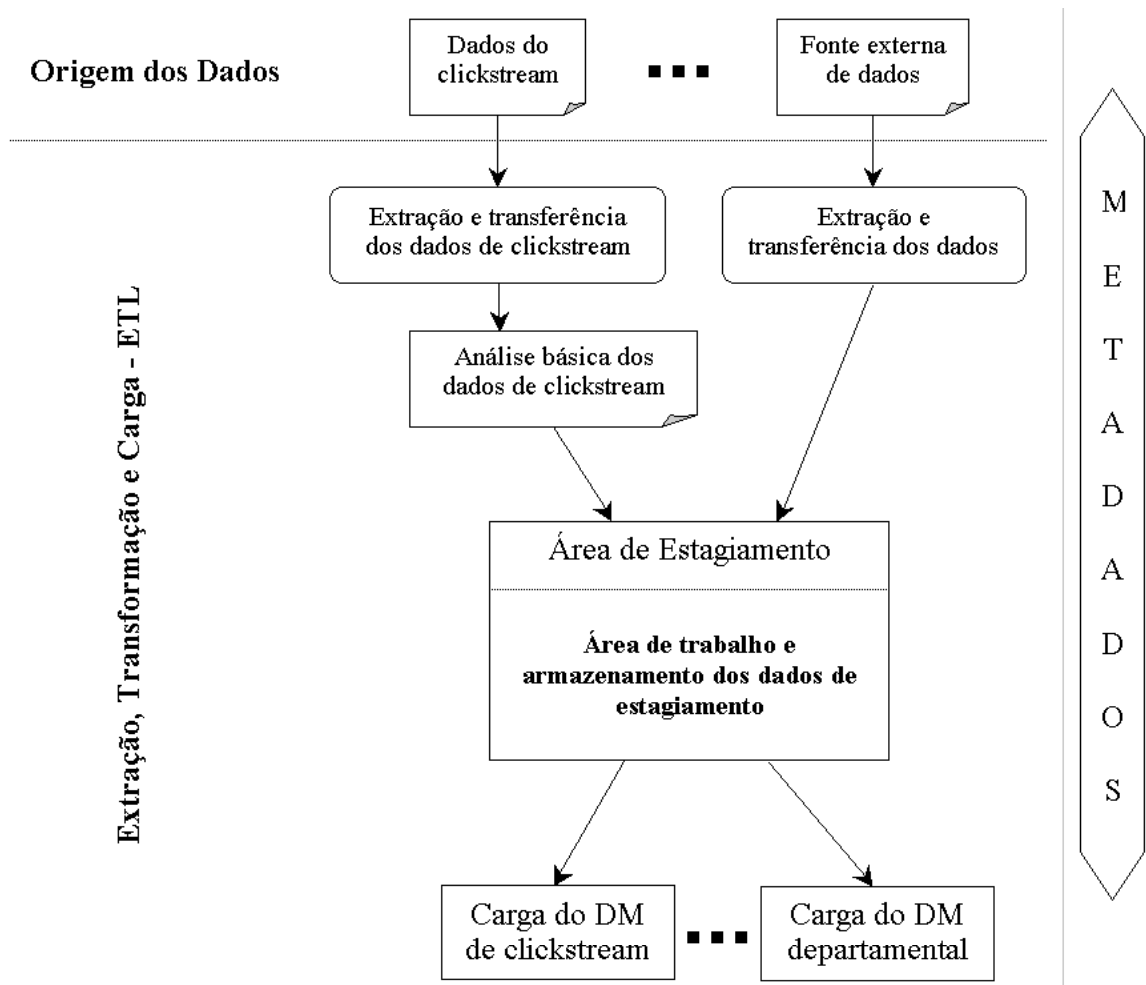 Origem dos Dados
Dados do
clickstream
Fonte externa
de dados
Extração e transferência
dos dados de clickstream
Extração e
transferência dos dados
Análise básica dos
dados de clickstream
Extração, Transformação e Carga - ETL
Área de Estagiamento
Área de trabalho e
armazenamento dos dados de
estagiamento
Carga do DM
de clickstream
Carga do DM
departamental
M
E
T
A
D
A
D
O
S